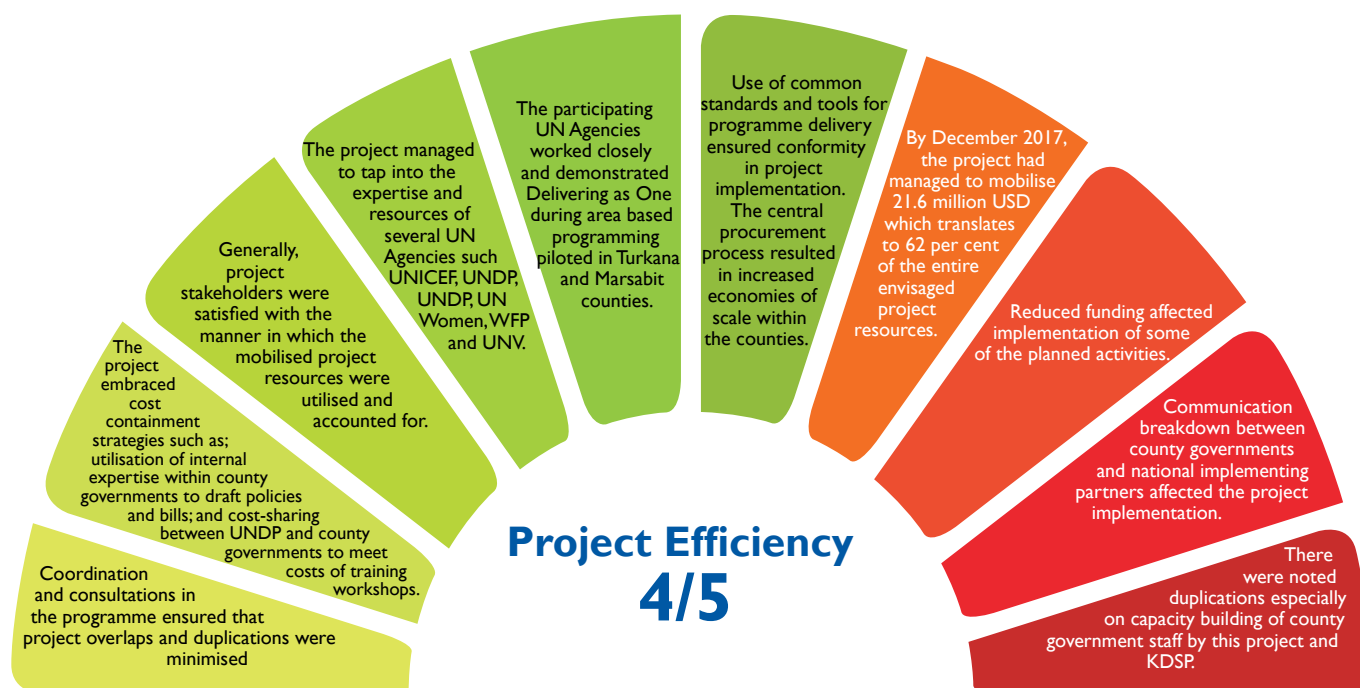 Coordination
and consultations in
the programme ensured that
project overlaps and duplications were
minimised
The
project
embraced
cost
containment
strategies such as;
utilisation of internal
expertise within county
governments to draft policies
and bills; and cost-sharing
between UNDP and county
governments to meet
costs of training
workshops.
Generally,
project
stakeholders were
satisfied with the
manner in which the
mobilised project
resources were
utilised and
accounted for.
The project managed
to tap into the
expertise and
resources of
several UN
Agencies such
UNICEF, UNDP,
UNDP, UN
Women, WFP
and UNV.
The participating
UN Agencies
worked closely
and demonstrated
Delivering as One
during area based
programming
piloted in Turkana
and Marsabit
counties.
Use of common
standards and tools for
programme delivery
ensured conformity
in project
implementation.
The central
procurement
process resulted
in increased
economies of
scale within
the counties.
By December 2017,
the project had
managed to mobilise
21.6 million USD
which translates
to 62 per cent
of the entire
envisaged
project
resources.
Reduced funding affected
implementation of some
of the planned activities.
Communication
breakdown between
county governments
and national implementing
partners affected the project
implementation.
There
were noted
duplications especially
on capacity building of county
government staff by this project and
KDSP.
Project Efficiency
4/5